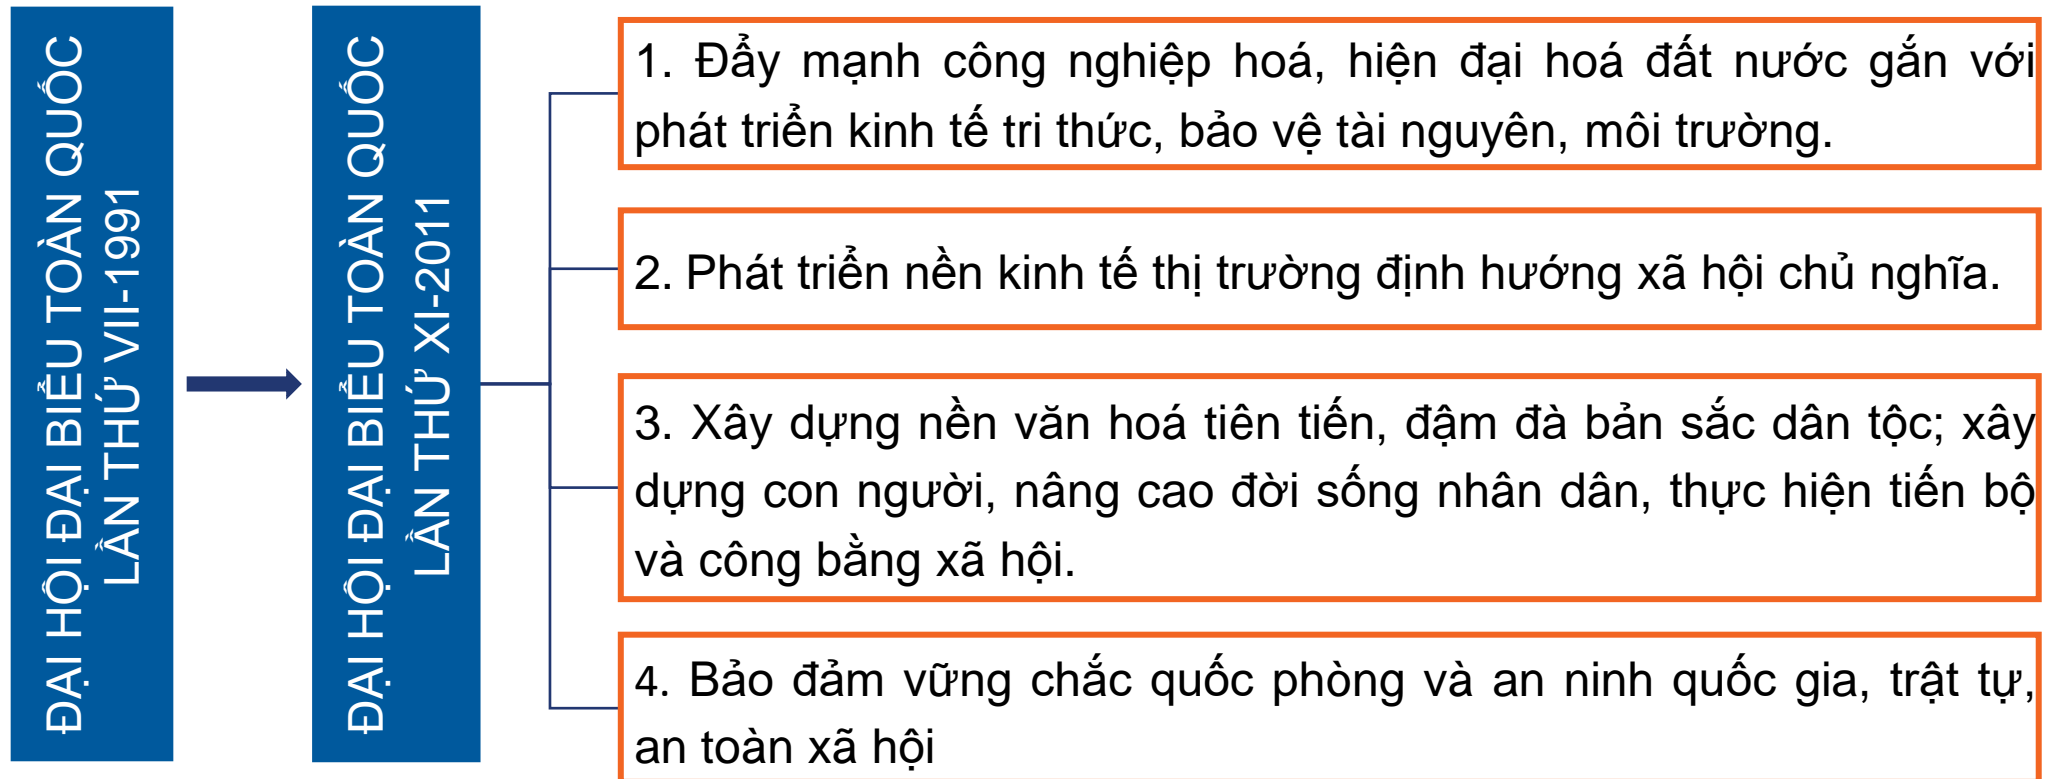 ĐẠI HỘI ĐẠI BIỂU TOÀN QUỐC
LẦN THỨ VII-1991
ĐẠI HỘI ĐẠI BIỂU TOÀN QUỐC
LẦN THỨ XI-2011
1. Đẩy mạnh công nghiệp hoá, hiện đại hoá đất nước gắn với
phát triển kinh tế tri thức, bảo vệ tài nguyên, môi trường.
2. Phát triển nền kinh tế thị trường định hướng xã hội chủ nghĩa.
3. Xây dựng nền văn hoá tiên tiến, đậm đà bản sắc dân tộc; xây
dựng con người, nâng cao đời sống nhân dân, thực hiện tiến bộ
và công bằng xã hội.
4. Bảo đảm vững chắc quốc phòng và an ninh quốc gia, trật tự,
an toàn xã hội